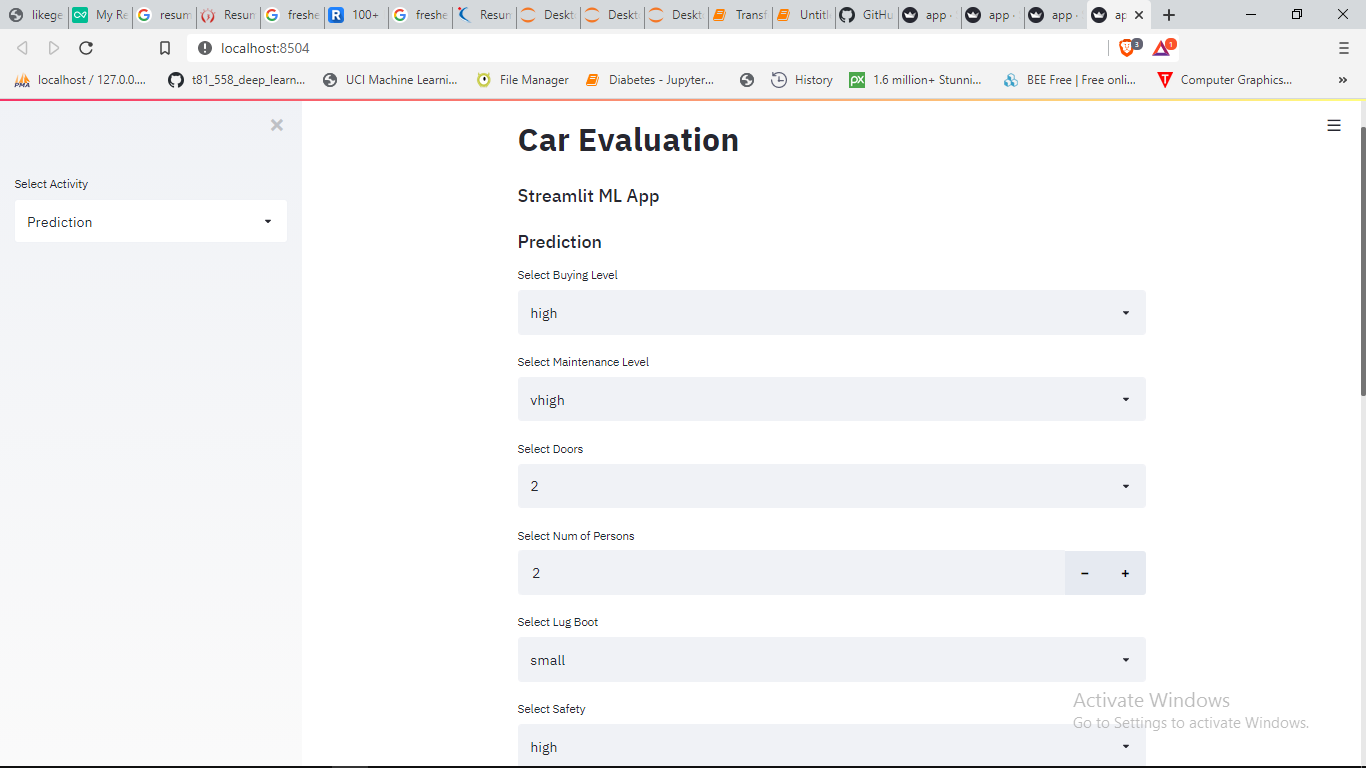 likege My Re resum Resun freshe 100+ freshe Resun Deskt Deskt Deskt Transf Untitl GitHu app app app ap
localhost:8504 3 1
localhost / 127.0.0.... t81_558_deep_learn... UCI Machine Learni... File Manager Diabetes - Jupyter... History 1.6 million+ Stunni... BEE Free | Free onli... Computer Graphics... »
Car Evaluation
Select Activity
Prediction
Streamlit ML App
Prediction
Select Buying Level
high
Select Maintenance Level
vhigh
Select Doors
2
Select Num of Persons
2 - +
Select Lug Boot
small
Select Safety
high
Activate Windows
Go to Settings to activate Windows.